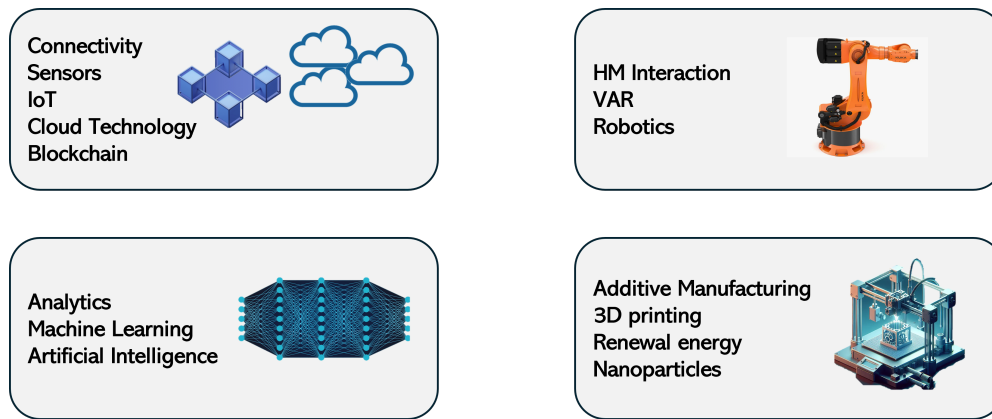 Connectivity
Sensors
IoT
Cloud Technology
Blockchain
HM Interaction
VAR
Robotics
Analytics
Machine Learning
Artificial Intelligence
Additive Manufacturing
3D printing
Renewal energy
Nanoparticles